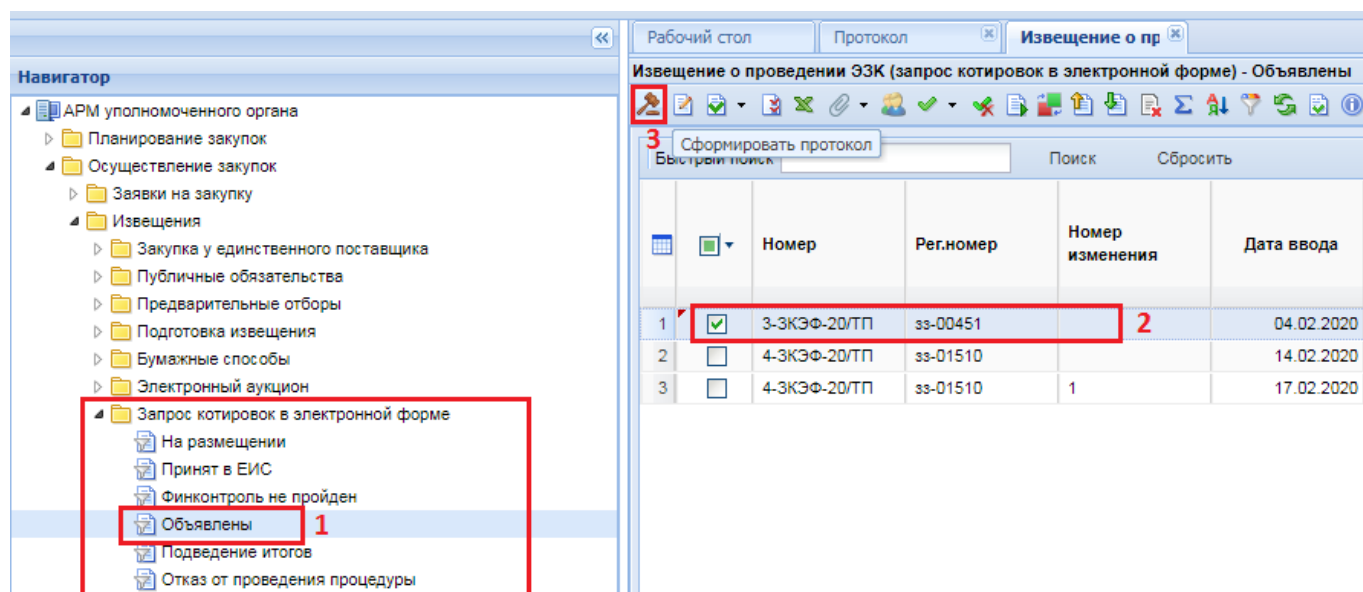 Рабочий стол
Протокол
Извещение о пр
Навигатор
Извещение о проведении ЭЗК (запрос котировок в электронной форме) - Объявлены
АРМ уполномоченного органа
Планирование закупок
Осуществление закупок
Заявки на закупку
Извещения
Закупка у единственного поставщика
Публичные обязательства
Предварительные отборы
Подготовка извещения
Бумажные способы
Электронный аукцион
Запрос котировок в электронной форме
На размещении
Принят в ЕИС
Финконтроль не пройден
Объявлены 1
Подведение итогов
Отказ от проведения процедуры
3 Сформировать протокол
Быстрый поиск Поиск Сбросить
Номер Рег.номер Номер изменения Дата ввода
1 3-ЗКЭФ-20/ТП зз-00451 2 04.02.2020
2 4-ЗКЭФ-20/ТП зз-01510 14.02.2020
3 4-ЗКЭФ-20/ТП зз-01510 1 17.02.2020